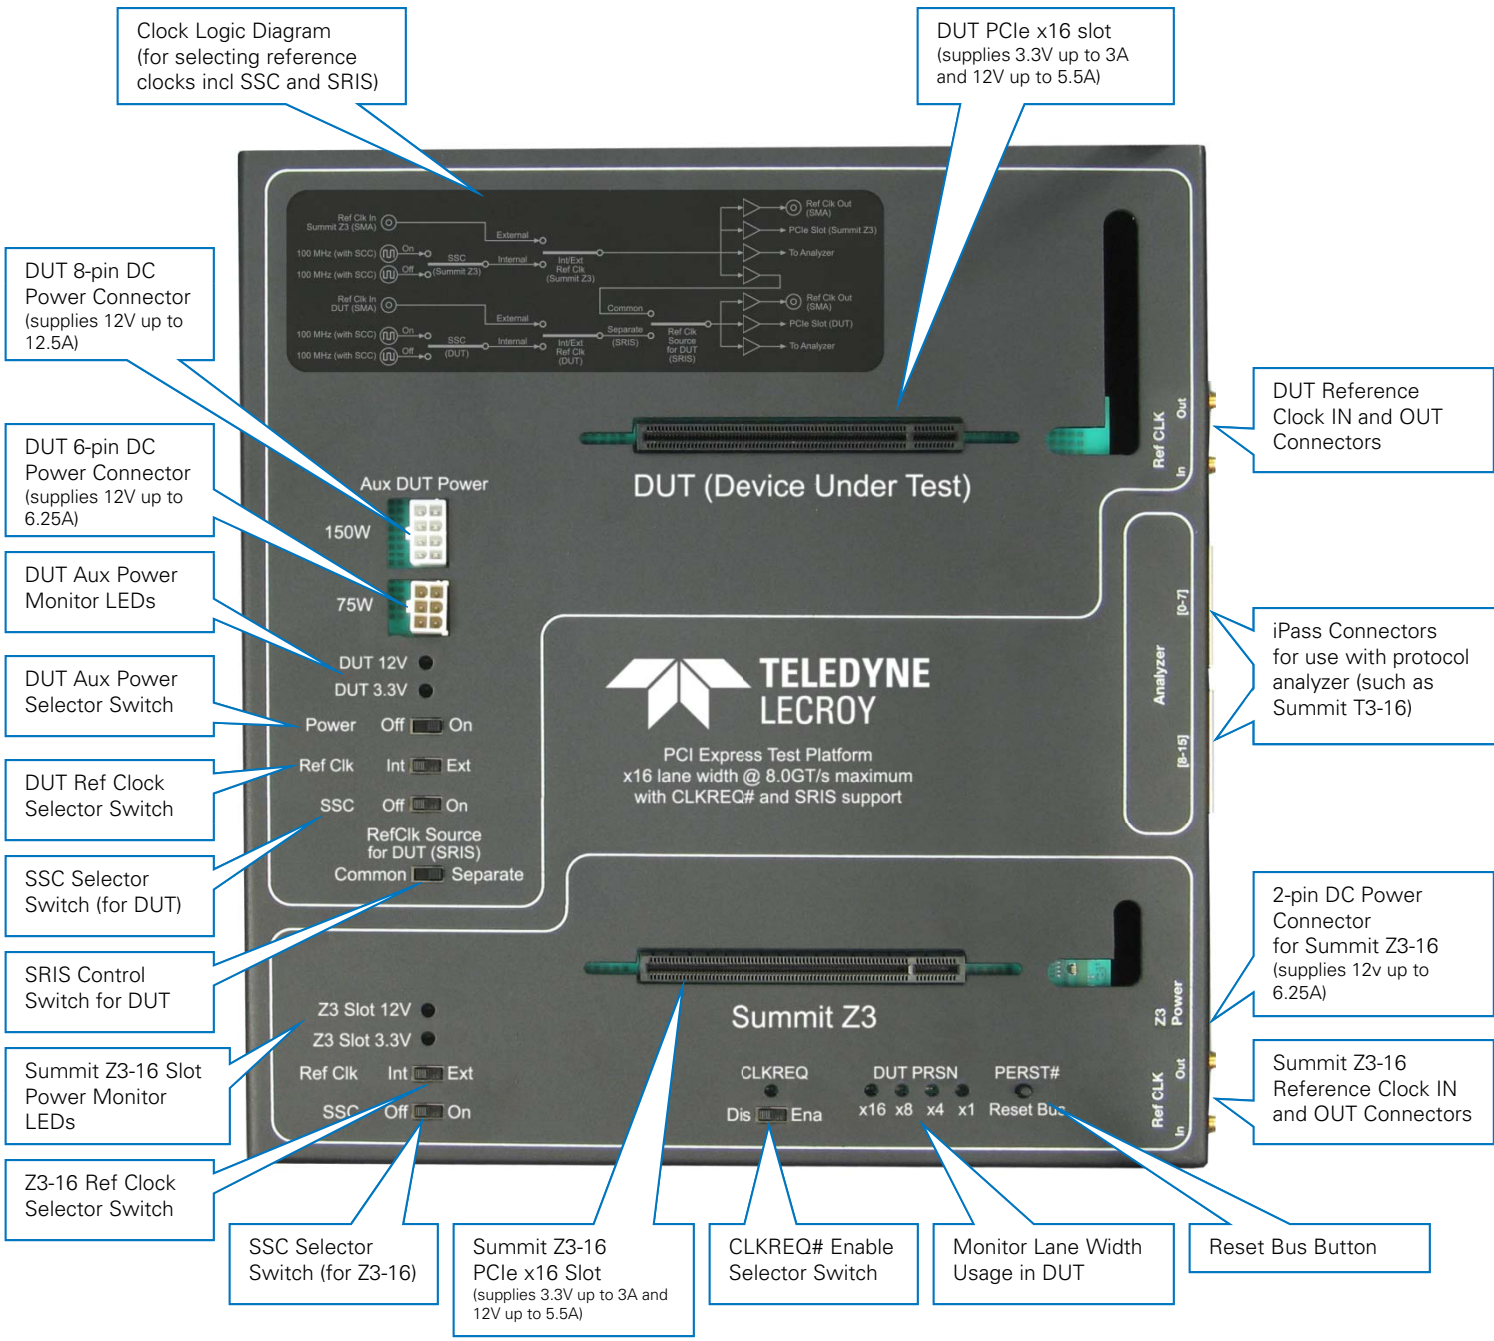 Clock Logic Diagram
(for selecting reference
clocks incl SSC and SRIS)
DUT PCIe x16 slot
(supplies 3.3V up to 3A
and 12V up to 5.5A)
Ref Clk In
Summit Z3 (SMA)
100 MHz (with SCC)
On
100 MHz (with SCC)
Off
SSC
(Summit Z3)
External
Internal
Int/Ext
Ref Clk
(Summit Z3)
Ref Clk Out
(SMA)
PCIe Slot (Summit Z3)
To Analyzer
Ref Clk In
DUT (SMA)
100 MHz (with SCC)
On
100 MHz (with SCC)
Off
SSC
(DUT)
External
Internal
Int/Ext
Ref Clk
(DUT)
Common
Separate
(SRIS)
Ref Clk
Source
for DUT
(SRIS)
Ref Clk Out
(SMA)
PCIe Slot (DUT)
To Analyzer
DUT 8-pin DC
Power Connector
(supplies 12V up to
12.5A)
DUT 6-pin DC
Power Connector
(supplies 12V up to
6.25A)
DUT Aux Power
Monitor LEDs
DUT Aux Power
Selector Switch
DUT Ref Clock
Selector Switch
SSC Selector
Switch (for DUT)
SRIS Control
Switch for DUT
Summit Z3-16 Slot
Power Monitor
LEDs
Z3-16 Ref Clock
Selector Switch
Aux DUT Power
150W
75W
DUT 12V
DUT 3.3V
Power Off On
Ref Clk Int Ext
SSC Off On
RefClk Source
for DUT (SRIS)
Common Separate
DUT (Device Under Test)
Ref CLK
In Out
TELEDYNE
LECROY
PCI Express Test Platform
x16 lane width @ 8.0GT/s maximum
with CLKREQ# and SRIS support
Analyzer
[0-7]
[8-15]
DUT Reference
Clock IN and OUT
Connectors
iPass Connectors
for use with protocol
analyzer (such as
Summit T3-16)
2-pin DC Power
Connector
for Summit Z3-16
(supplies 12v up to
6.25A)
Summit Z3-16
Reference Clock IN
and OUT Connectors
Z3 Slot 12V
Z3 Slot 3.3V
Ref Clk Int Ext
SSC Off On
Summit Z3
CLKREQ
Dis Ena
DUT PRSN
x16 x8 x4 x1
PERST#
Reset Bus
Z3
Power
Ref CLK
In Out
SSC Selector
Switch (for Z3-16)
Summit Z3-16
PCIe x16 Slot
(supplies 3.3V up to 3A and
12V up to 5.5A)
CLKREQ# Enable
Selector Switch
Monitor Lane Width
Usage in DUT
Reset Bus Button